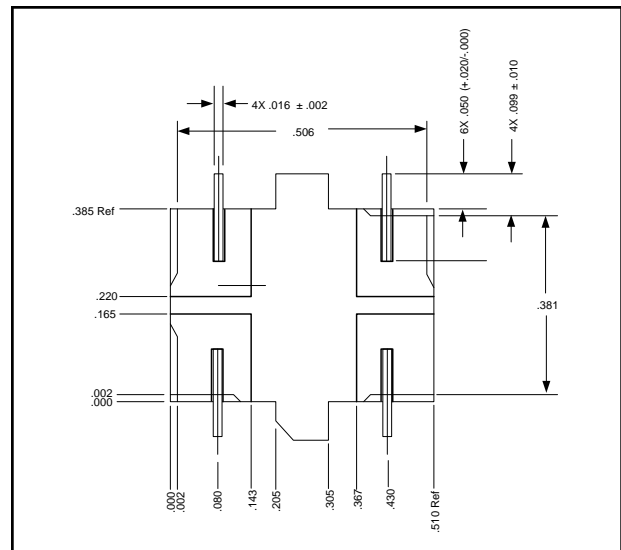 4X .016 ± .002
6X .050 (+.020/-.000)
4X .099 ± .010
.506
.385 Ref
.220
.381
.165
.002
.000
.000
.002
.080
.143
.205
.305
.367
.430
.510 Ref